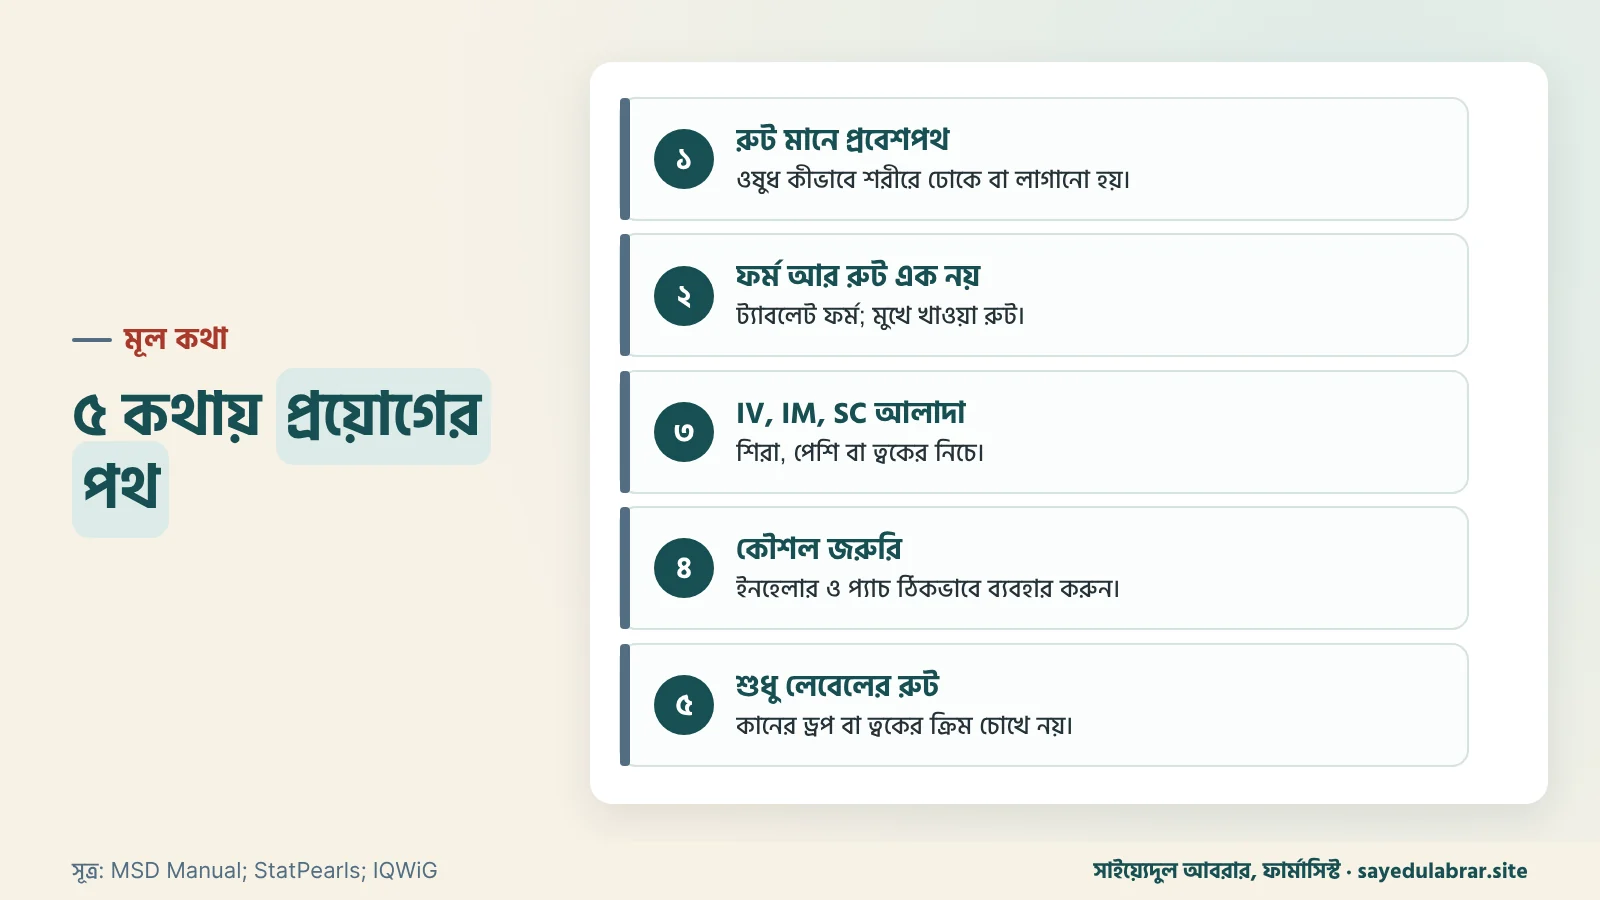 মূল কথা
৫ কথায় প্রয়োগের
পথ
১
রুট মানে প্রবেশপথ
ওষুধ কীভাবে শরীরে ঢোকে বা লাগানো হয়।
২
ফর্ম আর রুট এক নয়
ট্যাবলেট ফর্ম; মুখে খাওয়া রুট।
৩
IV, IM, SC আলাদা
শিরা, পেশি বা ত্বকের নিচে।
৪
কৌশল জরুরি
ইনহেলার ও প্যাচ ঠিকভাবে ব্যবহার করুন।
৫
শুধু লেবেলের রুট
কানের ড্রপ বা ত্বকের ক্রিম চোখে নয়।
সূত্র: MSD Manual; StatPearls; IQWiG
সাইয়্যেদুল আবরার, ফার্মাসিস্ট · sayedulabrar.site